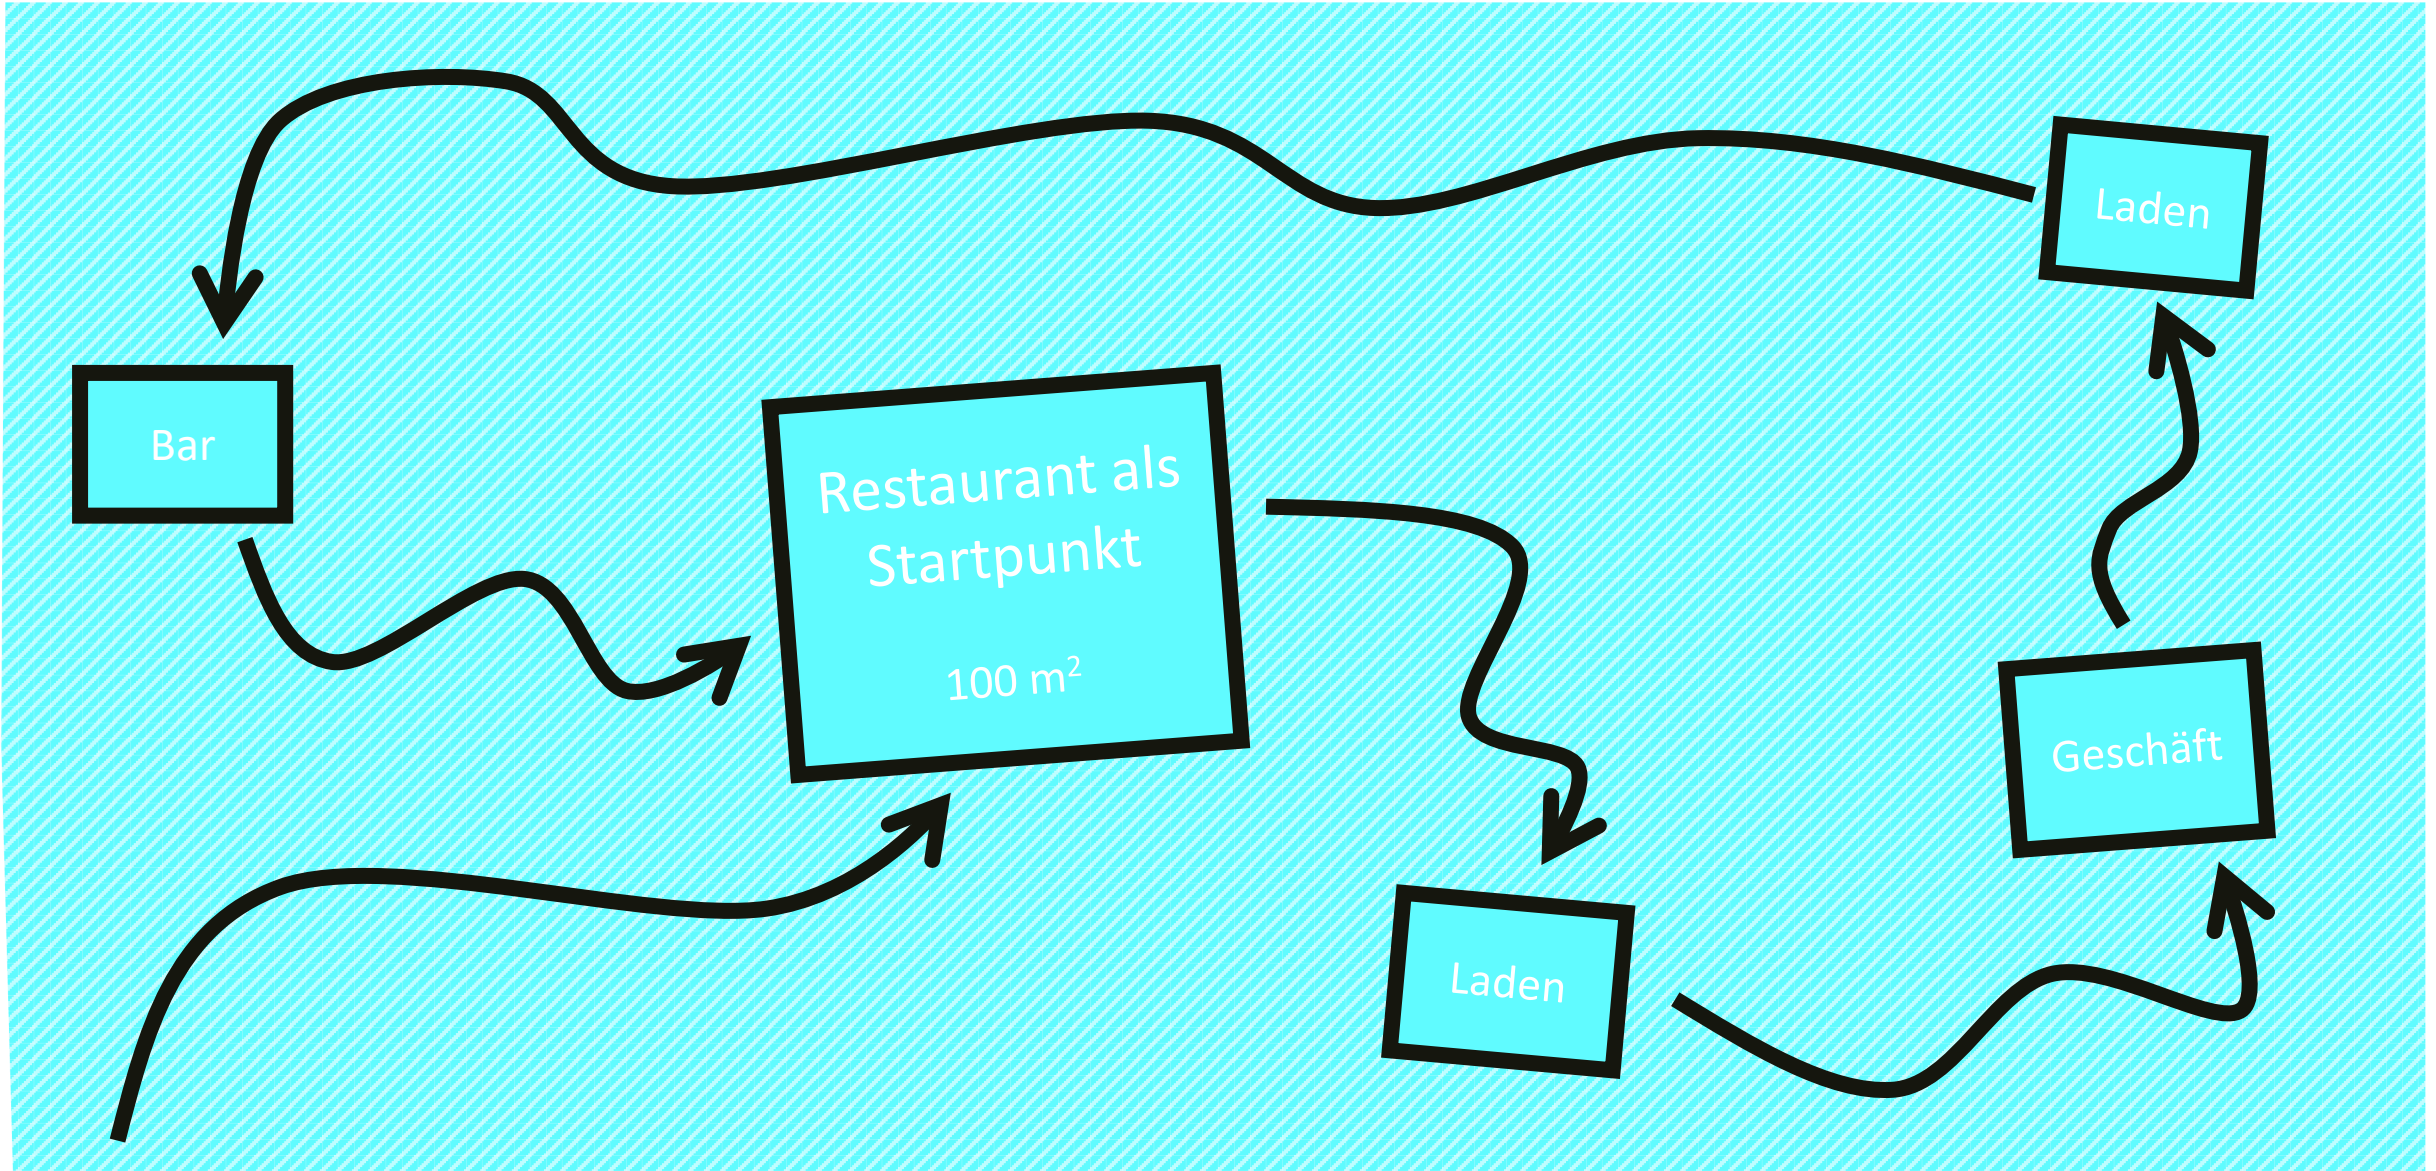 Laden
Bar
Restaurant als
Startpunkt
100 m²
Geschäft
Laden